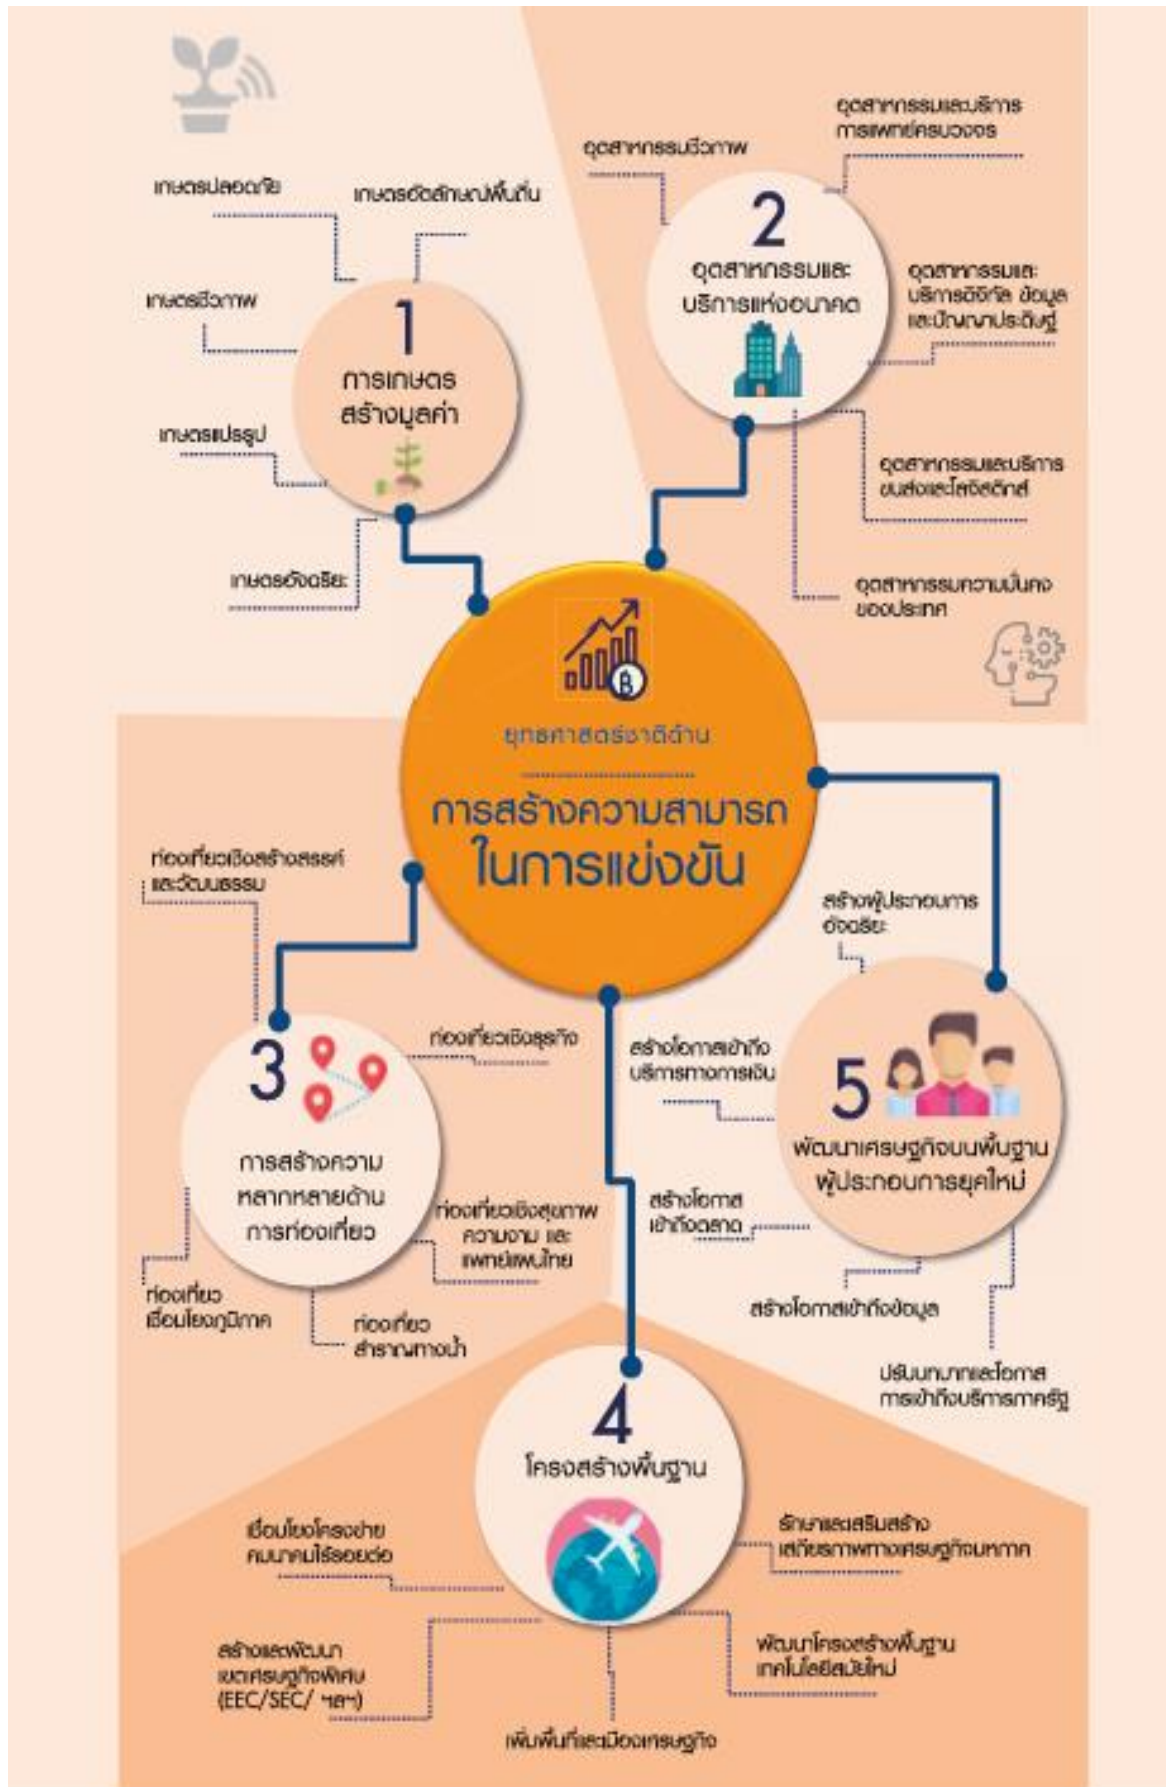 ยุทธศาสตร์ชาติด้าน
การสร้างความสามารถ
ในการแข่งขัน
1
การเกษตร
สร้างมูลค่า
เกษตรปลอดภัย
เกษตรอัตลักษณ์พื้นถิ่น
เกษตรชีวภาพ
เกษตรแปรรูป
เกษตรอัจฉริยะ
2
อุตสาหกรรมและ
บริการแห่งอนาคต
อุตสาหกรรมชีวภาพ
อุตสาหกรรมและบริการ
การแพทย์ครบวงจร
อุตสาหกรรมและ
บริการดิจิทัล ข้อมูล
และปัญญาประดิษฐ์
อุตสาหกรรมและบริการ
ขนส่งและโลจิสติกส์
อุตสาหกรรมความมั่นคง
ของประเทศ
3
การสร้างความ
หลากหลายด้าน
การท่องเที่ยว
ท่องเที่ยวเชิงสร้างสรรค์
และวัฒนธรรม
ท่องเที่ยวเชิงธุรกิจ
ท่องเที่ยวเชิงสุขภาพ
ความงาม และ
แพทย์แผนไทย
ท่องเที่ยว
สำราญทางน้ำ
ท่องเที่ยว
เชื่อมโยงภูมิภาค
4
โครงสร้างพื้นฐาน
เชื่อมโยงโครงข่าย
คมนาคมไร้รอยต่อ
สร้างและพัฒนา
เขตเศรษฐกิจพิเศษ
(EEC/SEC/ ฯลฯ)
เพิ่มพื้นที่และเมืองเศรษฐกิจ
พัฒนาโครงสร้างพื้นฐาน
เทคโนโลยีสมัยใหม่
รักษาและเสริมสร้าง
เสถียรภาพทางเศรษฐกิจมหภาค
5
พัฒนาเศรษฐกิจบนพื้นฐาน
ผู้ประกอบการยุคใหม่
สร้างผู้ประกอบการ
อัจฉริยะ
สร้างโอกาสเข้าถึง
บริการทางการเงิน
สร้างโอกาส
เข้าถึงตลาด
สร้างโอกาสเข้าถึงข้อมูล
ปรับบทบาทและโอกาส
การเข้าถึงบริการภาครัฐ